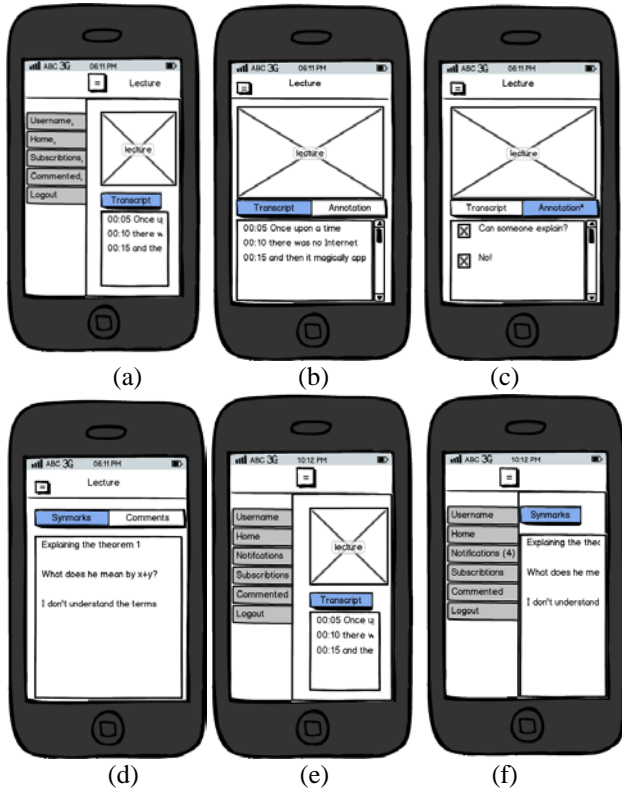 ABC 3G 06:11 PM
= Lecture
Username,
Home,
Subscribtions,
Commented,
Logout
lecture
Transcript
00:05 Once u
00:10 there w
00:15 and the
(a)
ABC 3G 06:11 PM
= Lecture
lecture
Transcript Annotation
00:05 Once upon a time
00:10 there was no Internet
00:15 and then it magically app
(b)
ABC 3G 06:11 PM
= Lecture
lecture
Transcript Annotation*
Can someone explain?
No!
(c)
ABC 3G 06:11 PM
= Lecture
Synmarks Comments
Explaining the theorem 1
What does he mean by x+y?
I don't understand the terms
(d)
ABC 3G 10:12 PM
=
Username
Home
Notifcations
Subscribtions
Commented
Logout
lecture
Transcript
00:05 Once u
00:10 there w
00:15 and the
(e)
ABC 3G 10:12 PM
=
Username
Home
Notifications (4)
Subscribtions
Commented
Logout
Synmarks
Explaining the theo
What does he me
I don't understand
(f)